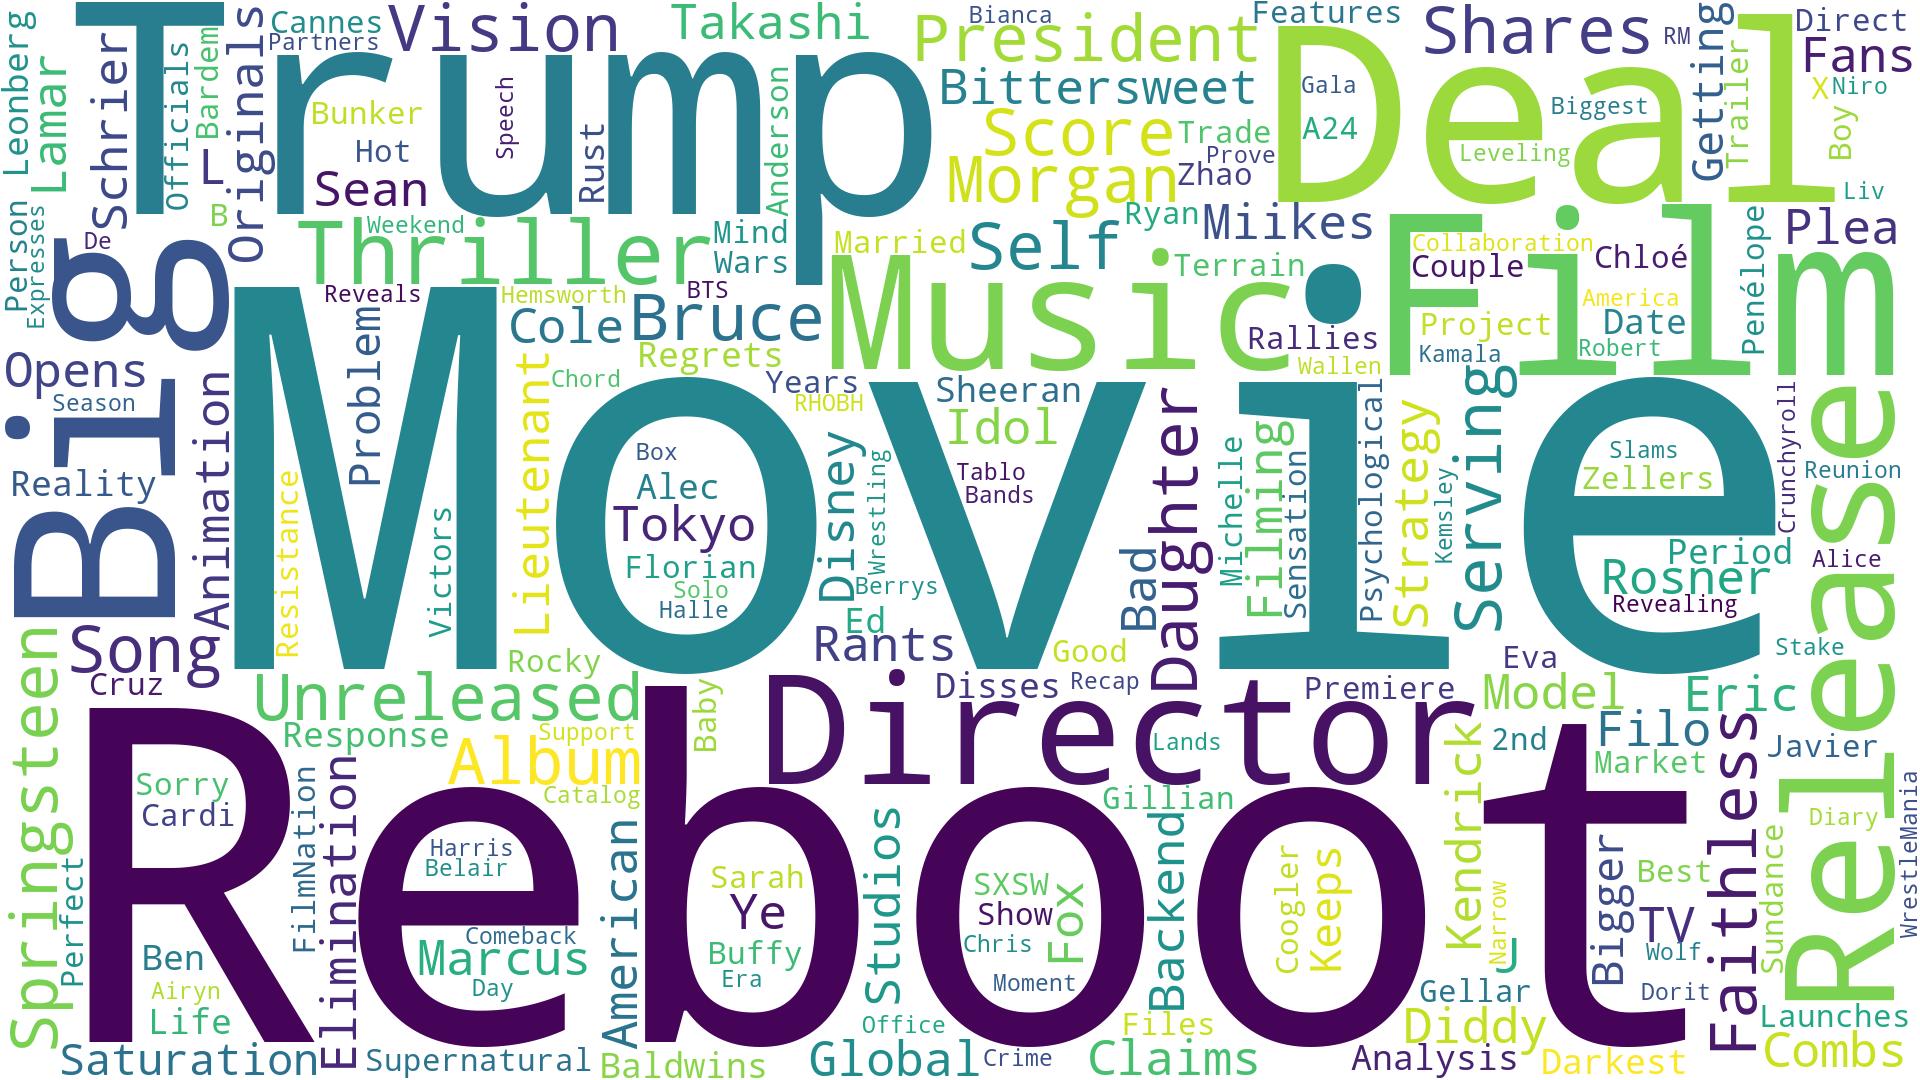 Trump
Deal
Movie
Reboot
Big
Music
Film
Director
Release
Cannes
Partners
Vision
Takashi
President
Bianca
Features
Shares
RM
Getting
Direct
Fans
Leonberg
Person
Lamar
Schrier
Officials
Bardem
Originals
Bunker
Speech
Hot
Rust
Sean
Anderson
L
B
Bittersweet
Score
Morgan
Trade
Prove
Zhao
Gala
A24
Biggest
Leveling
Trailer
X
Niro
Boy
Liv
Expresses
De
Weekend
Thriller
Mind
Wars
Married
Self
Ryan
Miikes
Terrain
Collaboration
Couple
Chloé
Plea
Penélope
Reveals
Hemsworth
BTS
Cole
Bruce
Regrets
Rallies
Wallen
America
Project
Date
Kamala
Robert
Opens
Season
Problem
Chord
Years
RHOBH
Sheeran
Idol
Reality
Animation
Resistance
Victors
Lieutenant
Box
Alec
Tokyo
Florian
Solo
Halle
Disney
Wrestling
Berrys
Ed
Tablo
Bands
Bad
Daughter
Michelle
Filming
Sensation
Psychological
Strategy
Kemsley
Serving
Slams
Zellers
Crunchyroll
Reunion
Period
Alice
Rosner
Revealing
Stake
Song
Cruz
Rocky
Rants
Good
Disses
Recap
Premiere
Eva
Model
Eric
Springsteen
Unreleased
Response
Support
Album
Catalog
Baby
Lands
2nd
Filo
Market
Javier
Sorry
Cardi
FilmNation
Elimination
Harris
Belair
Gillian
Kendrick
Faithless
Diary
WrestleMania
Perfect
Ben
Airyn
Life
Comeback
Marcus
Day
American
Sarah
Ye
Buffy
Era
Studios
SXSW
Show
Chris
Fox
Moment
Backend
Coogler
Keeps
Narrow
J
Bigger
Best
TV
Wolf
Dorit
Sundance
Gellar
Saturation
Supernatural
Baldwins
Office
Global
Crime
Files
Claims
Diddy
Analysis
Darkest
Launches
Combs